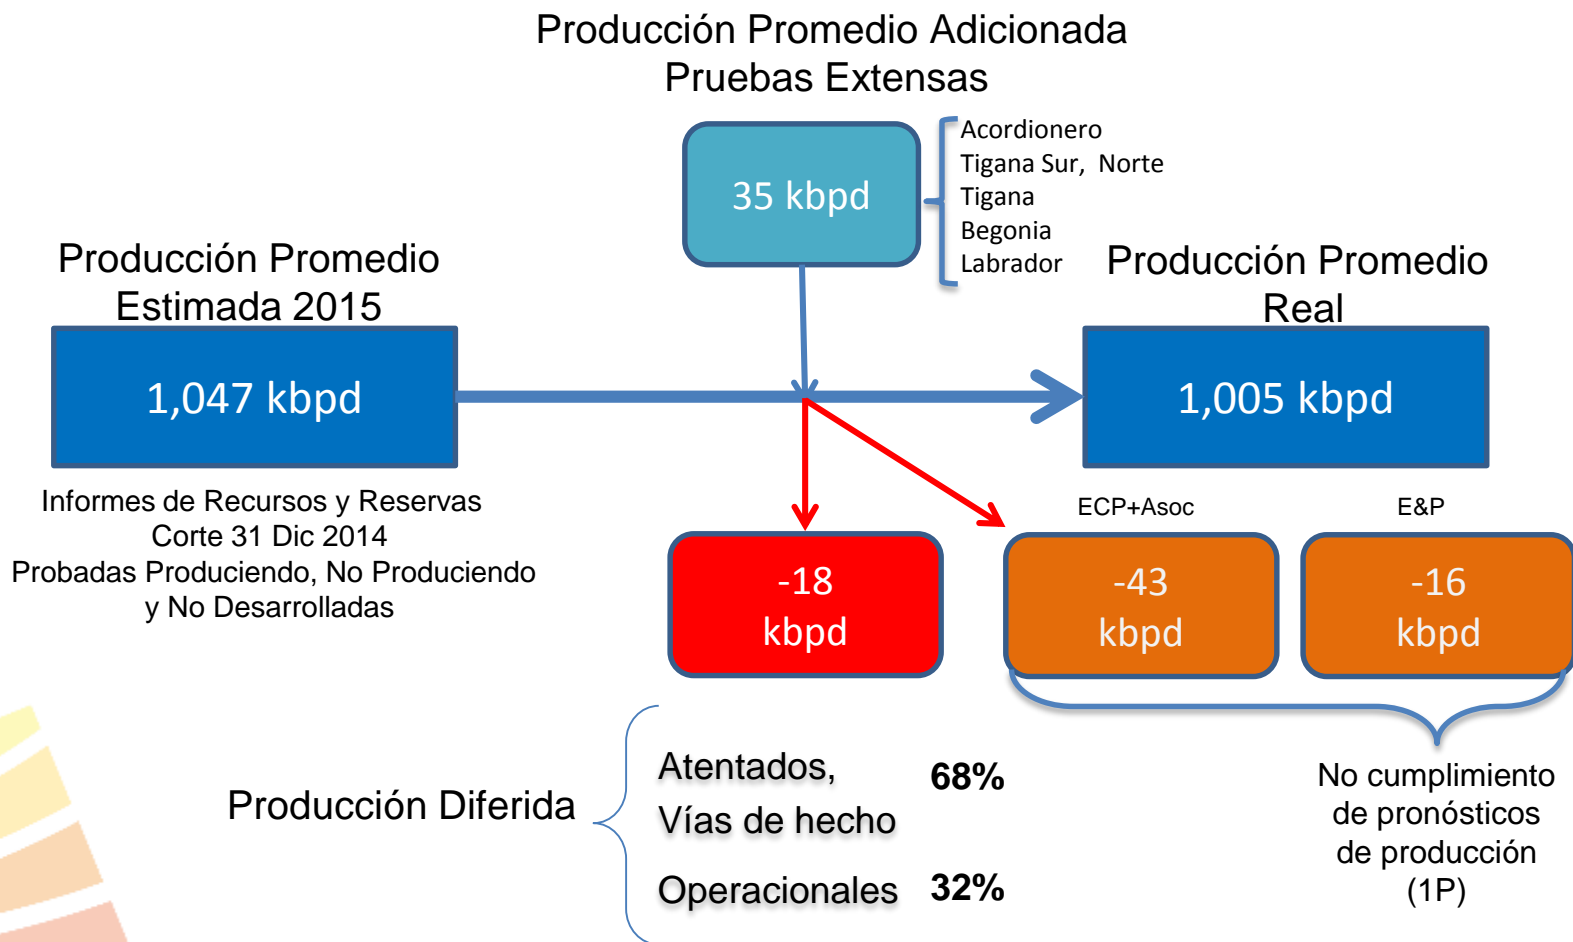 Producción Promedio Adicionada
Pruebas Extensas
35 kbpd
Acordionero
Tigana Sur,  Norte
Tigana
Begonia
Labrador
Producción Promedio
Estimada 2015
1,047 kbpd
Informes de Recursos y Reservas
Corte 31 Dic 2014
Probadas Produciendo, No Produciendo
y No Desarrolladas
Producción Promedio
Real
1,005 kbpd
-18
kbpd
ECP+Asoc
-43
kbpd
E&P
-16
kbpd
Producción Diferida
Atentados,
Vías de hecho
68%
Operacionales
32%
No cumplimiento
de pronósticos
de producción
(1P)